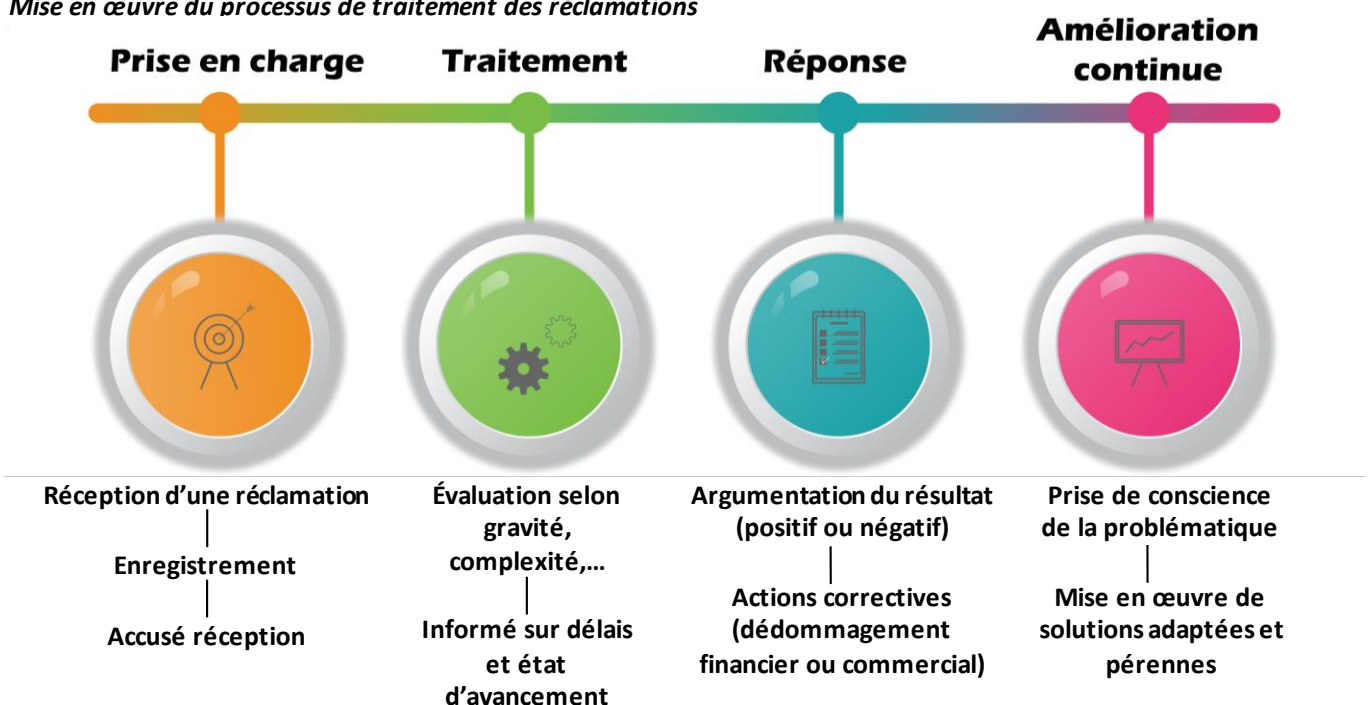 Mise en œuvre du processus de traitement des réclamations
Prise en charge
Traitement
Réponse
Amélioration
continue
Réception d’une réclamation
Enregistrement
Accusé réception
Évaluation selon
gravité,
complexité,…
Informé sur délais
et état
d’avancement
Argumentation du résultat
(positif ou négatif)
Actions correctives
(dédommagement
financier ou commercial)
Prise de conscience
de la problématique
Mise en œuvre de
solutions adaptées et
pérennes